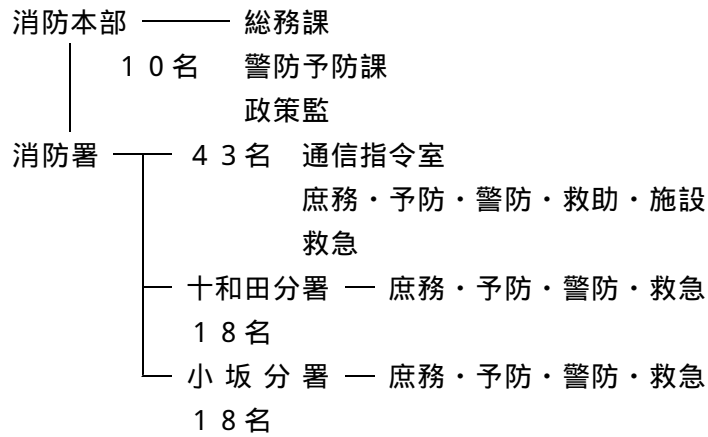 消防本部 総務課
10名 警防予防課
政策監
消防署 43名 通信指令室
庶務・予防・警防・救助・施設
救急
十和田分署 庶務・予防・警防・救急
18名
小坂分署 庶務・予防・警防・救急
18名